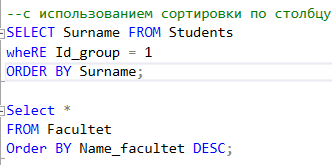 --с использованием сортировки по столбцу
SELECT Surname FROM Students
wheRE Id_group = 1
ORDER BY Surname;
Select *
FROM Facultet
Order BY Name_facultet DESC;